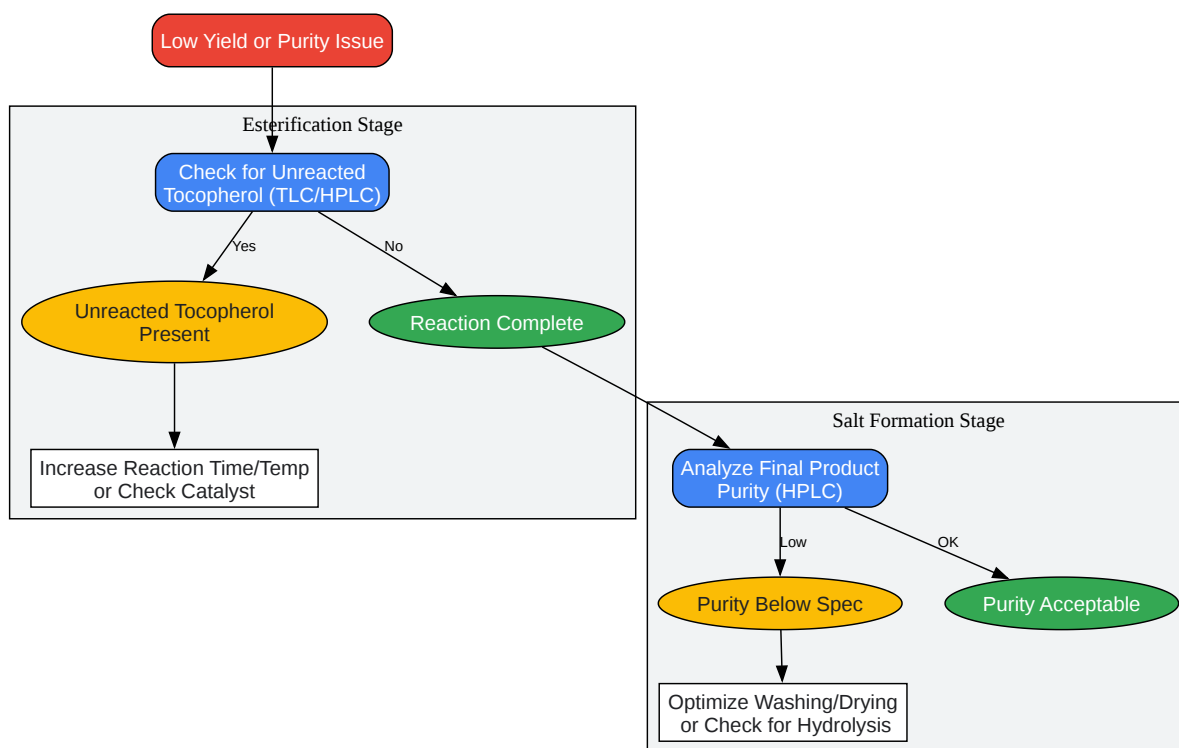 Low Yield or Purity Issue
Esterification Stage
Check for Unreacted
Tocopherol (TLC/HPLC)
Yes
No
Unreacted Tocopherol
Present
Reaction Complete
Increase Reaction Time/Temp
or Check Catalyst
Salt Formation Stage
Analyze Final Product
Purity (HPLC)
Low
OK
Purity Below Spec
Purity Acceptable
Optimize Washing/Drying
or Check for Hydrolysis